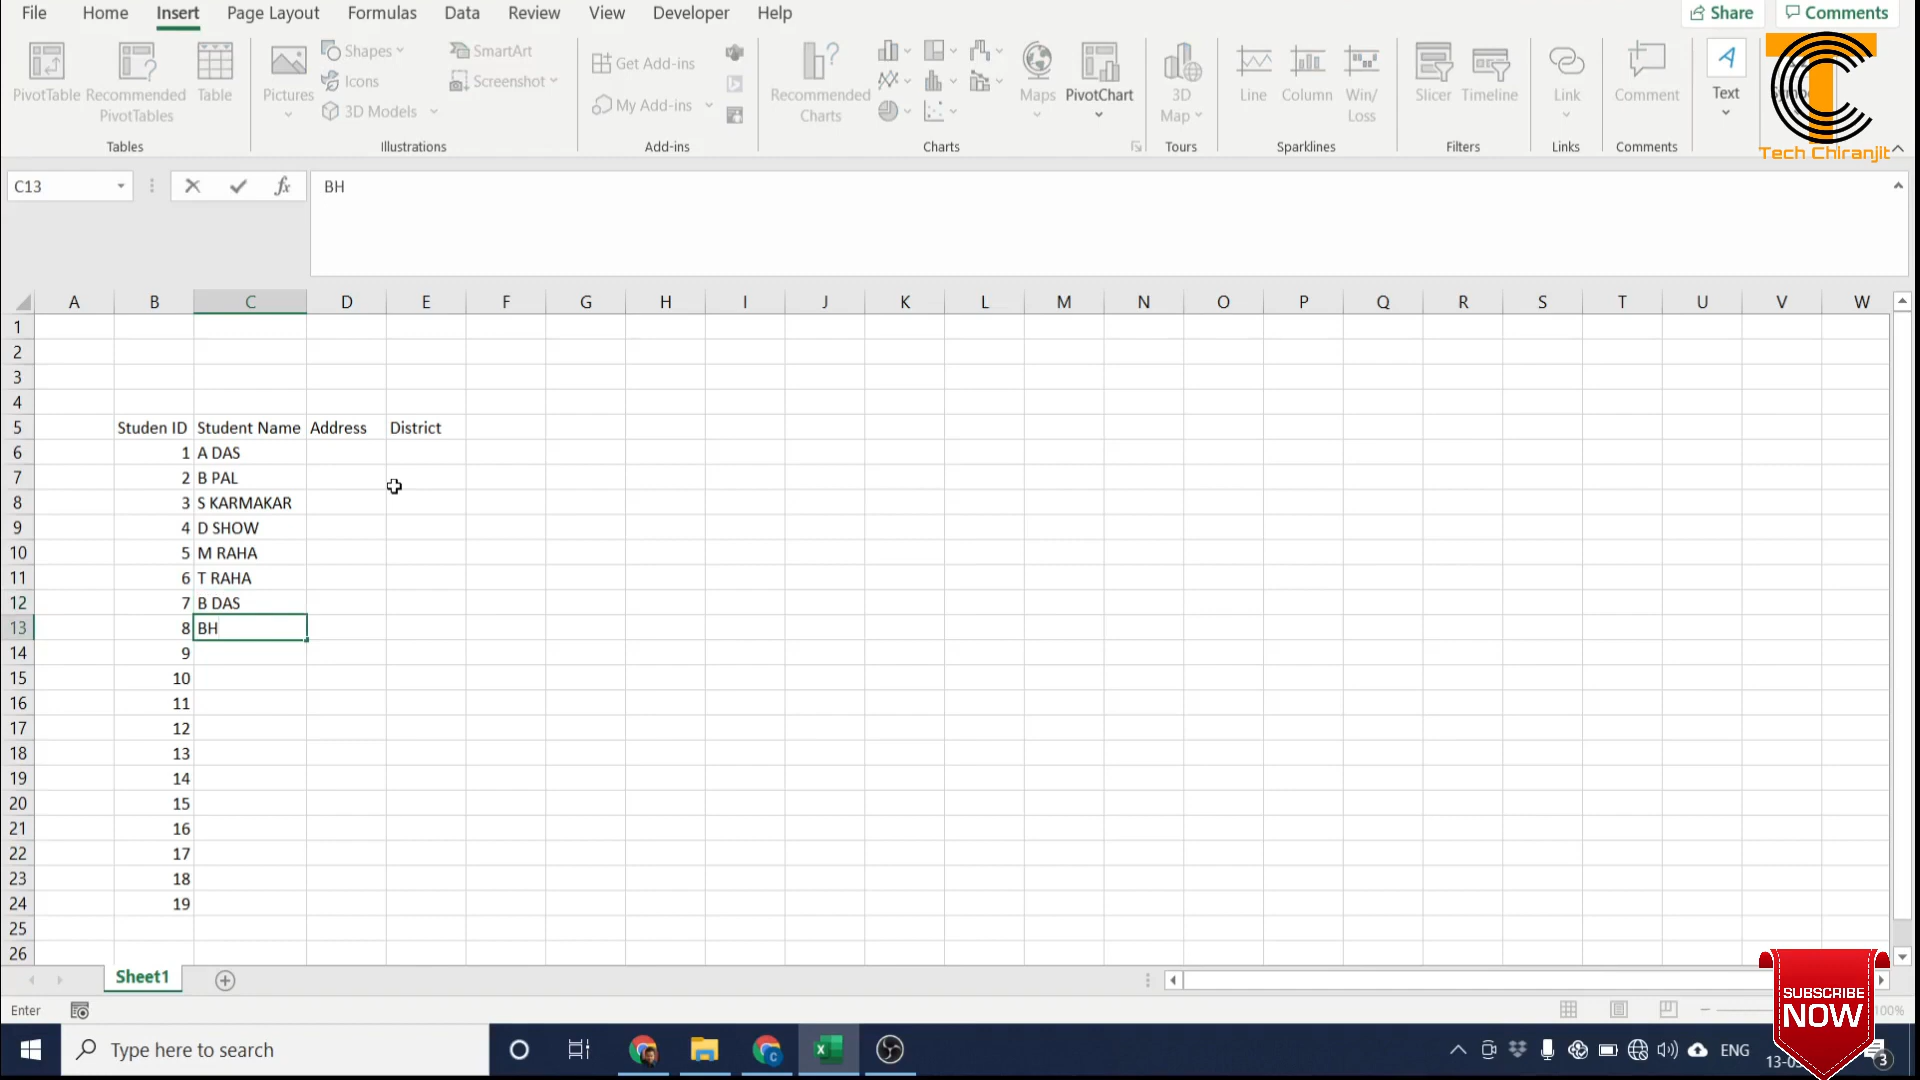 File Home Insert Page Layout Formulas Data Review View Developer Help Share Comments
PivotTable Recommended PivotTables Table
Tables
Pictures Shapes Icons 3D Models SmartArt Screenshot
Illustrations
Get Add-ins
My Add-ins
Add-ins
Recommended Charts Maps PivotChart
Charts
3D Map
Tours
Line Column Win/Loss
Sparklines
Slicer Timeline
Filters
Link
Links
Comment
Comments
Text
Tech Chiranjit
C13 fx BH
A B C D E F G H I J K L M N O P Q R S T U V W
1
2
3
4
5 Studen ID Student Name Address District
6 1 A DAS
7 2 B PAL
8 3 S KARMAKAR
9 4 D SHOW
10 5 M RAHA
11 6 T RAHA
12 7 B DAS
13 8 BH
14 9
15 10
16 11
17 12
18 13
19 14
20 15
21 16
22 17
23 18
24 19
25
26
Sheet1
Enter 100%
SUBSCRIBE
NOW
Type here to search ENG 3